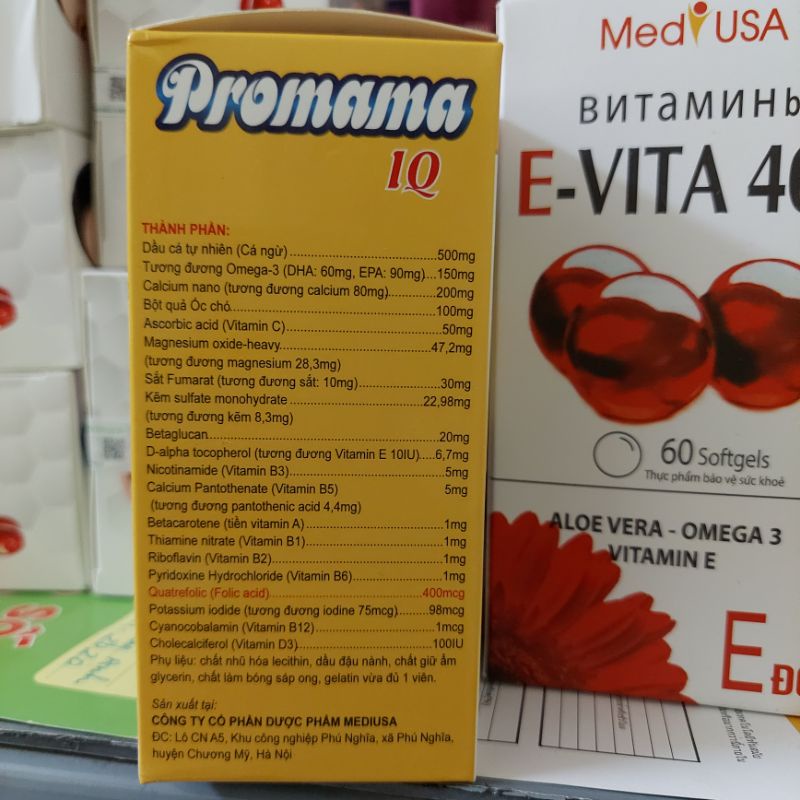 Promama
IQ
THÀNH PHẦN:
Dầu cá tự nhiên (Cá ngừ)..........500mg
Tương đương Omega-3 (DHA: 60mg, EPA: 90mg)....150mg
Calcium nano (tương đương calcium 80mg)..........200mg
Bột quả Óc chó..........100mg
Ascorbic acid (Vitamin C)..........50mg
Magnesium oxide-heavy..........47,2mg
(tương đương magnesium 28,3mg)
Sắt Fumarat (tương đương sắt: 10mg)..........30mg
Kẽm sulfate monohydrate..........22,98mg
(tương đương kẽm 8,3mg)
Betaglucan..........20mg
D-alpha tocopherol (tương đương Vitamin E 10IU).....6,7mg
Nicotinamide (Vitamin B3)..........5mg
Calcium Pantothenate (Vitamin B5) 5mg
(tương đương pantothenic acid 4,4mg)
Betacarotene (tiền vitamin A)..........1mg
Thiamine nitrate (Vitamin B1)..........1mg
Riboflavin (Vitamin B2)..........1mg
Pyridoxine Hydrochloride (Vitamin B6)..........1mg
Quatrefolic (Folic acid)..........400mcg
Potassium iodide (tương đương iodine 75mcg)..........98mcg
Cyanocobalamin (Vitamin B12)..........1mcg
Cholecalciferol (Vitamin D3)..........100IU
Phụ liệu: chất nhũ hóa lecithin, dầu đậu nành, chất giữ ẩm
glycerin, chất làm bóng sáp ong, gelatin vừa đủ 1 viên.
Sản xuất tại:
CÔNG TY CỔ PHẦN DƯỢC PHẨM MEDIUSA
ĐC: Lô CN A5, Khu công nghiệp Phú Nghĩa, xã Phú Nghĩa,
huyện Chương Mỹ, Hà Nội
Medi USA
ВИТАМИНЫ
E-VITA 40
60 Softgels
Thực phẩm bảo vệ sức khoẻ
ALOE VERA - OMEGA 3
VITAMIN E
E ĐỎ